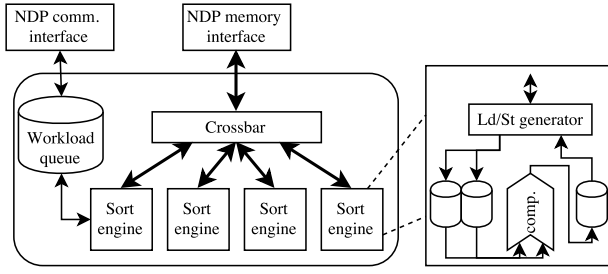 NDP comm.
interface
NDP memory
interface
Workload
queue
Crossbar
Sort
engine
Sort
engine
Sort
engine
Sort
engine
Ld/St generator
comp.